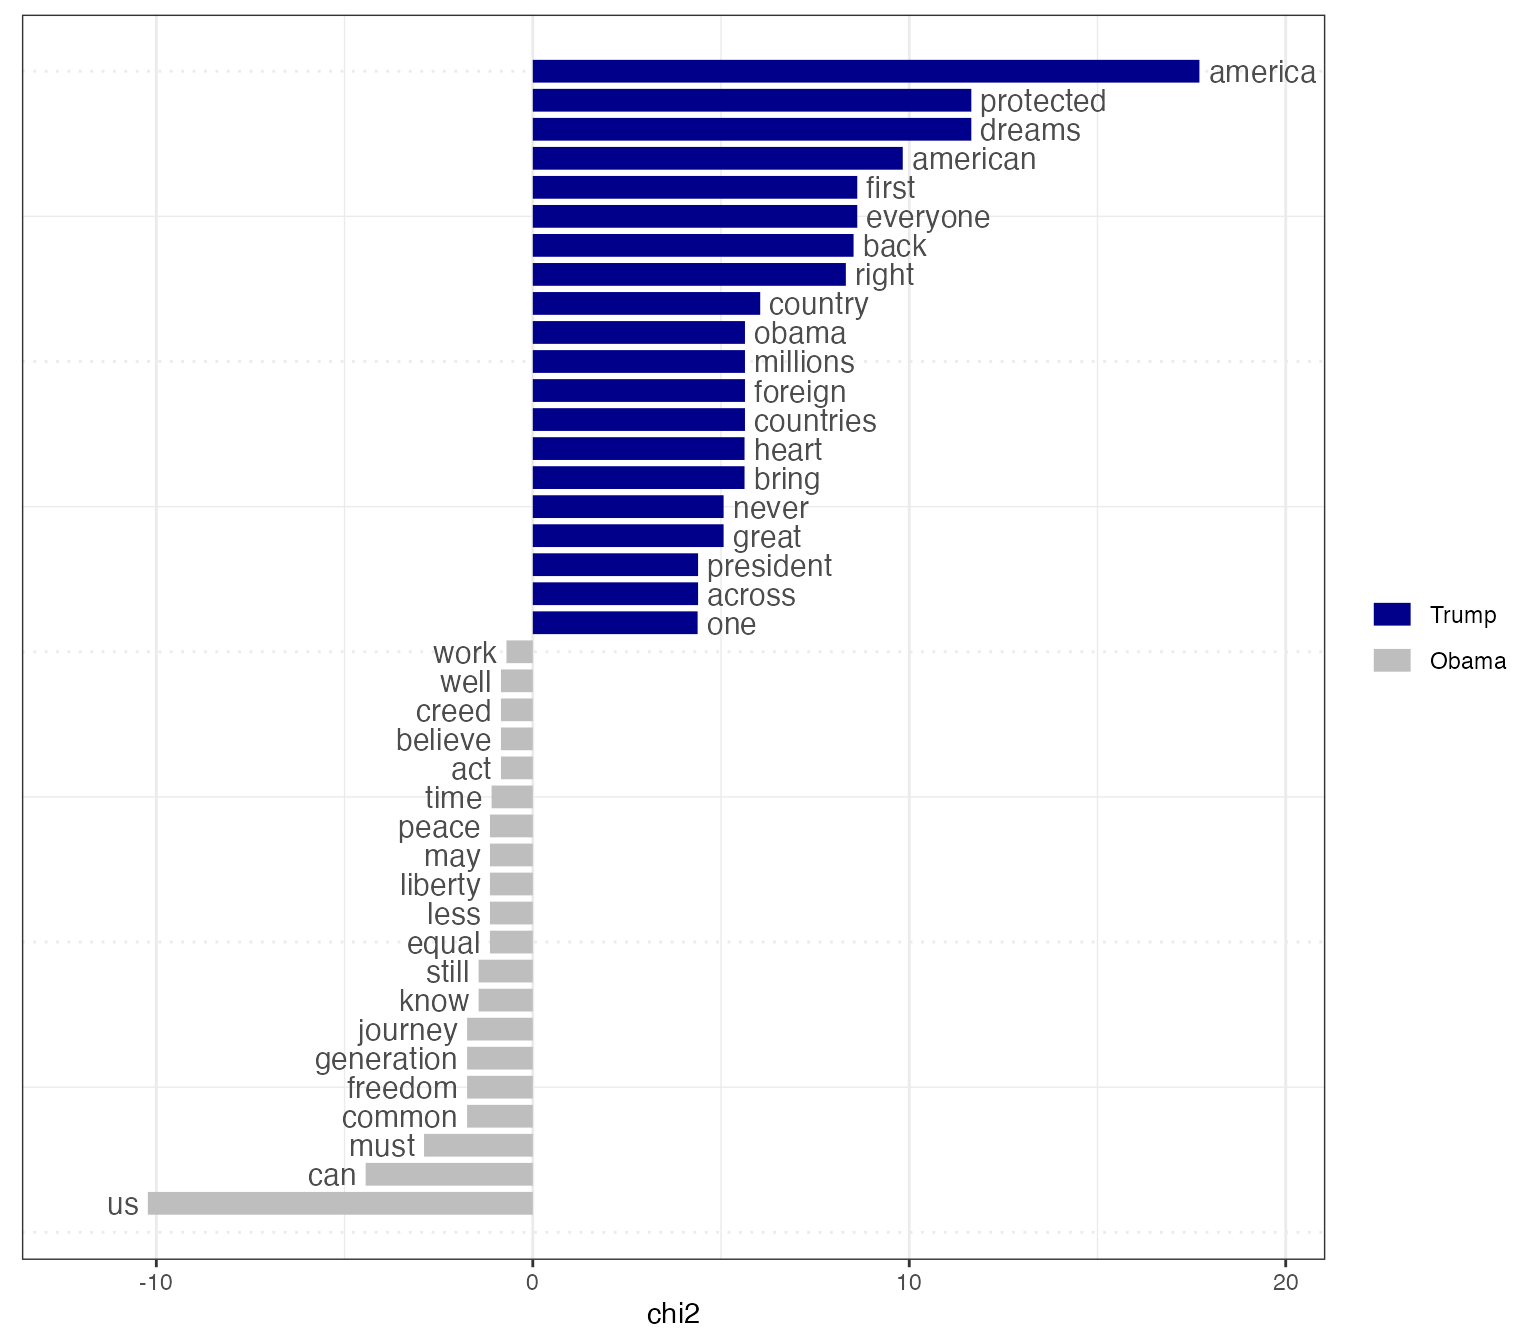 america
protected
dreams
american
first
everyone
back
right
country
obama
millions
foreign
countries
heart
bring
never
great
president
across
one
Trump
work
Obama
well
creed
believe
act
time
peace
may
liberty
less
equal
still
know
journey
generation
freedom
common
must
can
us
-10 0 10 20
chi2